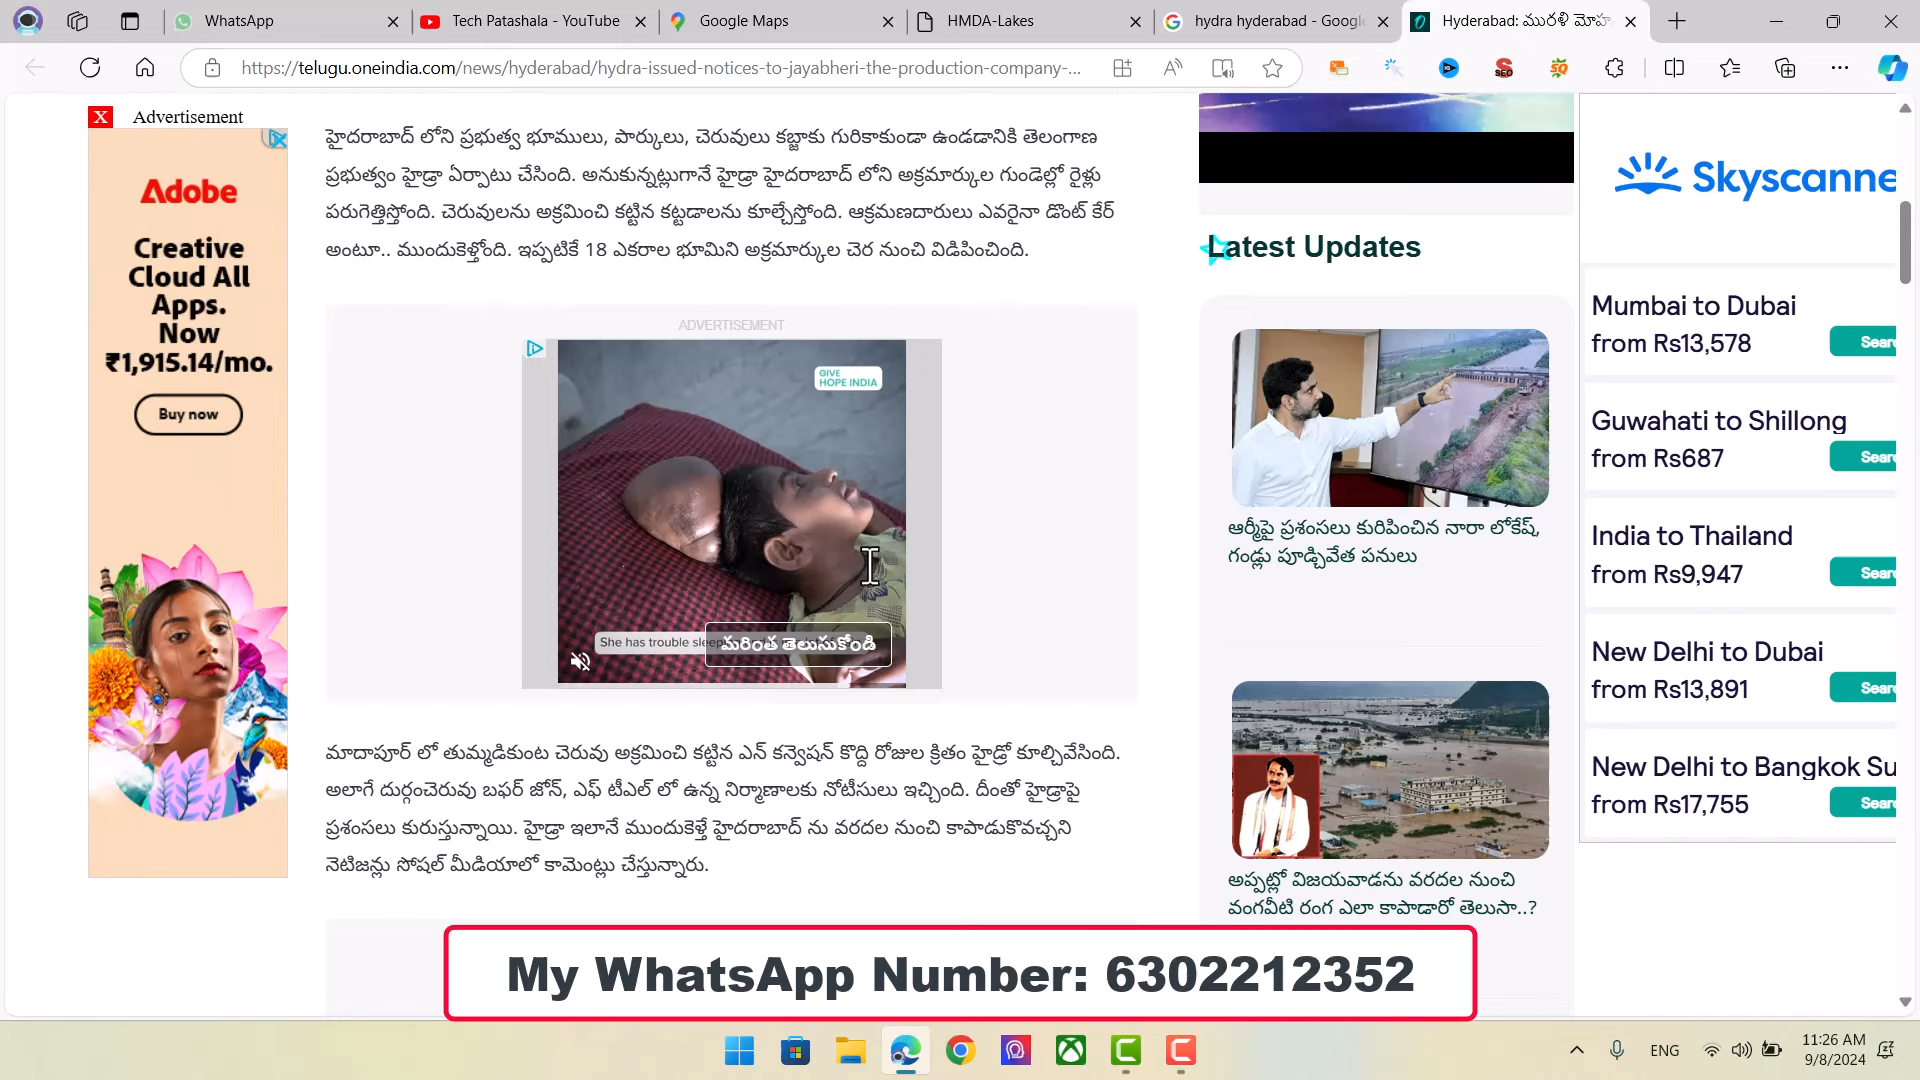 WhatsApp
Tech Patashala - YouTube
Google Maps
HMDA-Lakes
hydra hyderabad - Google
Hyderabad: మురళీ మోహ
https://telugu.oneindia.com/news/hyderabad/hydra-issued-notices-to-jayabheri-the-production-company-...
X Advertisement
Adobe
Creative
Cloud All
Apps.
Now
₹1,915.14/mo.
Buy now
హైదరాబాద్ లోని ప్రభుత్వ భూములు, పార్కులు, చెరువులు కబ్జాకు గురికాకుండా ఉండడానికి తెలంగాణ
ప్రభుత్వం హైడ్రా ఏర్పాటు చేసింది. అనుకున్నట్లుగానే హైడ్రా హైదరాబాద్ లోని అక్రమార్కుల గుండెల్లో రైళ్లు
పరుగెత్తిస్తోంది. చెరువులను అక్రమించి కట్టిన కట్టడాలను కూల్చేస్తోంది. ఆక్రమణదారులు ఎవరైనా డొంట్ కేర్
అంటూ.. ముందుకెళ్తోంది. ఇప్పటికే 18 ఎకరాల భూమిని అక్రమార్కుల చెర నుంచి విడిపించింది.
ADVERTISEMENT
GIVE
HOPE INDIA
She has trouble slee
మరింత తెలుసుకోండి
మాదాపూర్ లో తుమ్మడికుంట చెరువు అక్రమించి కట్టిన ఎన్ కన్వెషన్ కొద్ది రోజుల క్రితం హైడ్రో కూల్చివేసింది.
అలాగే దుర్గంచెరువు బఫర్ జోన్, ఎఫ్ టీఎల్ లో ఉన్న నిర్మాణాలకు నోటీసులు ఇచ్చింది. దీంతో హైడ్రాపై
ప్రశంసలు కురుస్తున్నాయి. హైడ్రా ఇలానే ముందుకెళ్తే హైదరాబాద్ ను వరదల నుంచి కాపాడుకోవచ్చని
నెటిజన్లు సోషల్ మీడియాలో కామెంట్లు చేస్తున్నారు.
Latest Updates
ఆర్మీపై ప్రశంసలు కురిపించిన నారా లోకేష్,
గండ్లు పూడ్చివేత పనులు
అప్పట్లో విజయవాడను వరదల నుంచి
వంగవీటి రంగ ఎలా కాపాడారో తెలుసా..?
Skyscanne
Mumbai to Dubai
from Rs13,578
Sear
Guwahati to Shillong
from Rs687
Sear
India to Thailand
from Rs9,947
Sear
New Delhi to Dubai
from Rs13,891
Sear
New Delhi to Bangkok Su
from Rs17,755
Sear
My WhatsApp Number: 6302212352
ENG
11:26 AM
9/8/2024